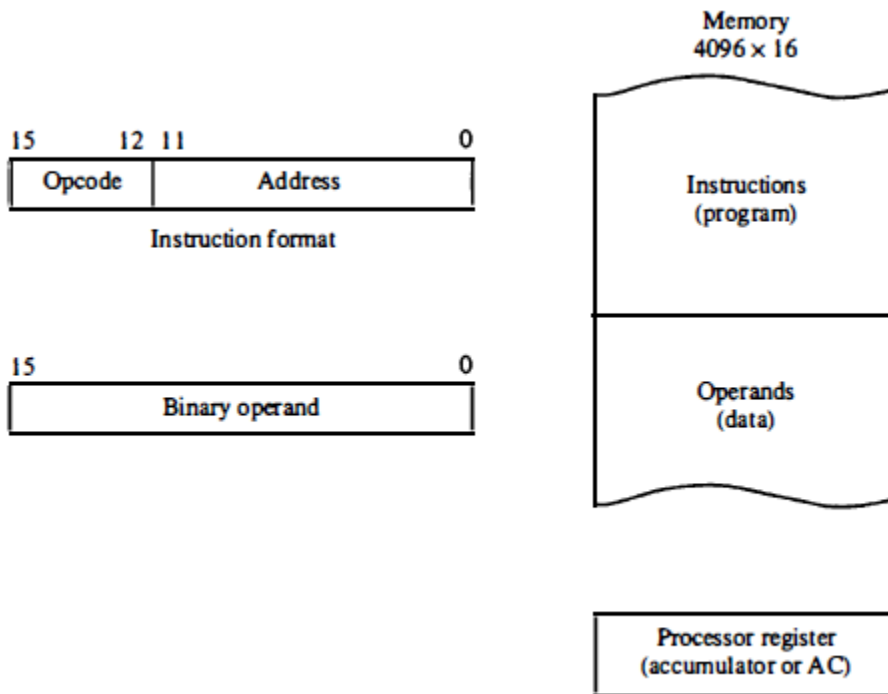 Memory
4096 × 16
15 12 11 0
Opcode Address
Instruction format
Instructions
(program)
15 0
Binary operand
Operands
(data)
Processor register
(accumulator or AC)